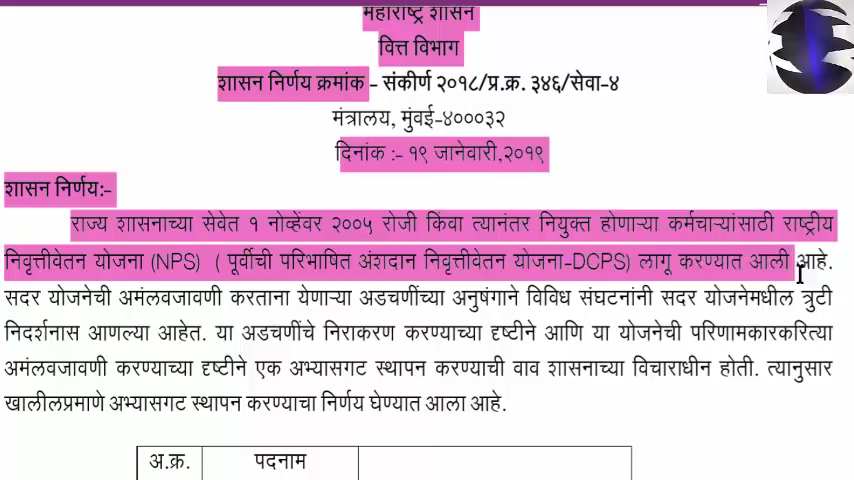 महाराष्ट्र शासन
वित्त विभाग
शासन निर्णय क्रमांक - संकीर्ण २०१८/प्र.क्र. ३४६/सेवा-४
मंत्रालय, मुंबई-४०००३२
दिनांक :- १९ जानेवारी,२०१९
शासन निर्णय:-
राज्य शासनाच्या सेवेत १ नोव्हेंवर २००५ रोजी किंवा त्यानंतर नियुक्त होणाऱ्या कर्मचाऱ्यांसाठी राष्ट्रीय
निवृत्तीवेतन योजना (NPS) ( पूर्वीची परिभाषित अंशदान निवृत्तीवेतन योजना-DCPS) लागू करण्यात आली आहे.
सदर योजनेची अमंलवजावणी करताना येणाऱ्या अडचणींच्या अनुषंगाने विविध संघटनांनी सदर योजनेमधील त्रुटी
निदर्शनास आणल्या आहेत. या अडचणींचे निराकरण करण्याच्या दृष्टीने आणि या योजनेची परिणामकारकरित्या
अमंलवजावणी करण्याच्या दृष्टीने एक अभ्यासगट स्थापन करण्याची वाव शासनाच्या विचाराधीन होती. त्यानुसार
खालीलप्रमाणे अभ्यासगट स्थापन करण्याचा निर्णय घेण्यात आला आहे.
अ.क्र. पदनाम